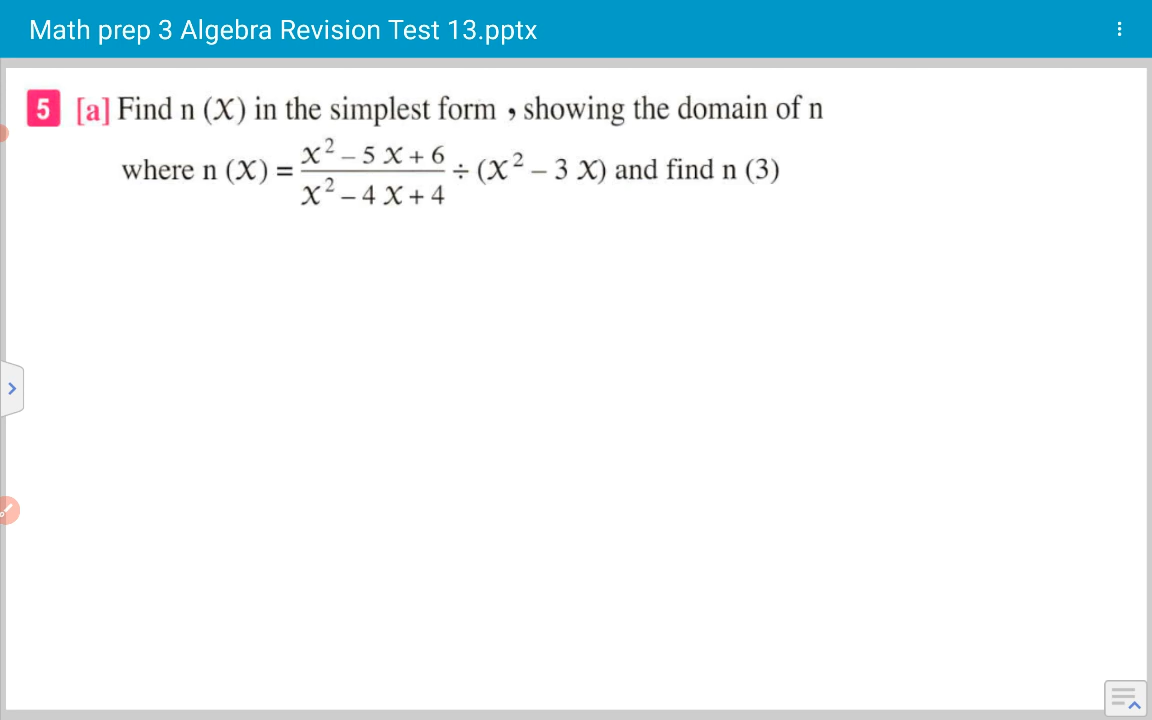 Math prep 3 Algebra Revision Test 13.pptx
5 [a] Find n (X) in the simplest form , showing the domain of n
where n (X) = (X² – 5 X + 6)/(X² – 4 X + 4) ÷ (X² – 3 X) and find n (3)